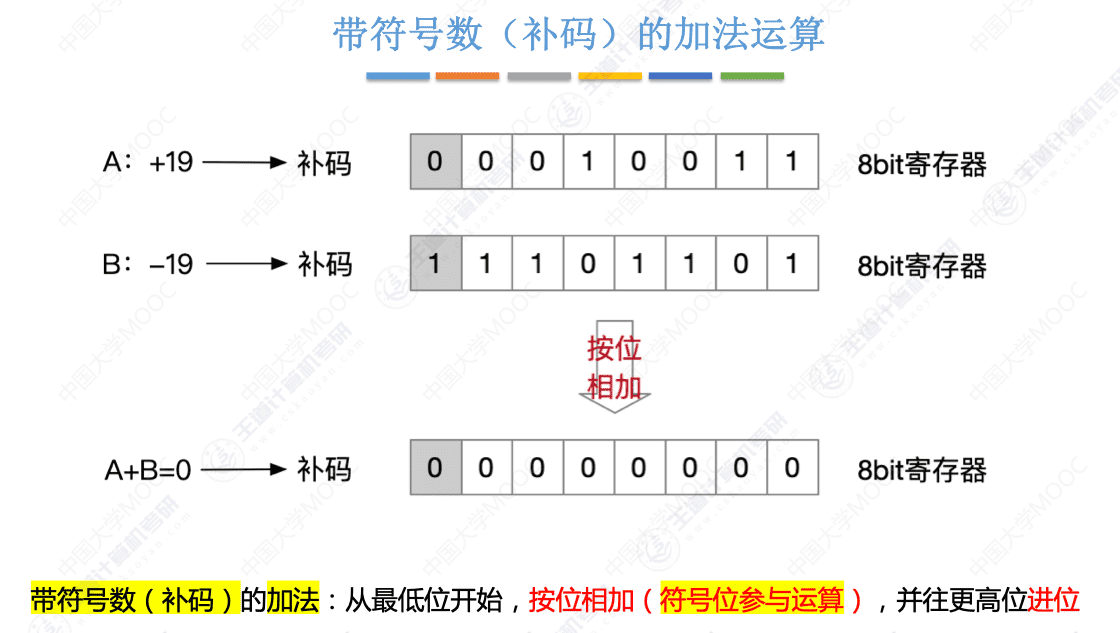 带符号数（补码）的加法运算
A：+19 补码 0 0 0 1 0 0 1 1 8bit寄存器
B：−19 补码 1 1 1 0 1 1 0 1 8bit寄存器
按位
相加
A+B=0 补码 0 0 0 0 0 0 0 0 8bit寄存器
带符号数（补码）的加法：从最低位开始，按位相加（符号位参与运算），并往更高位进位